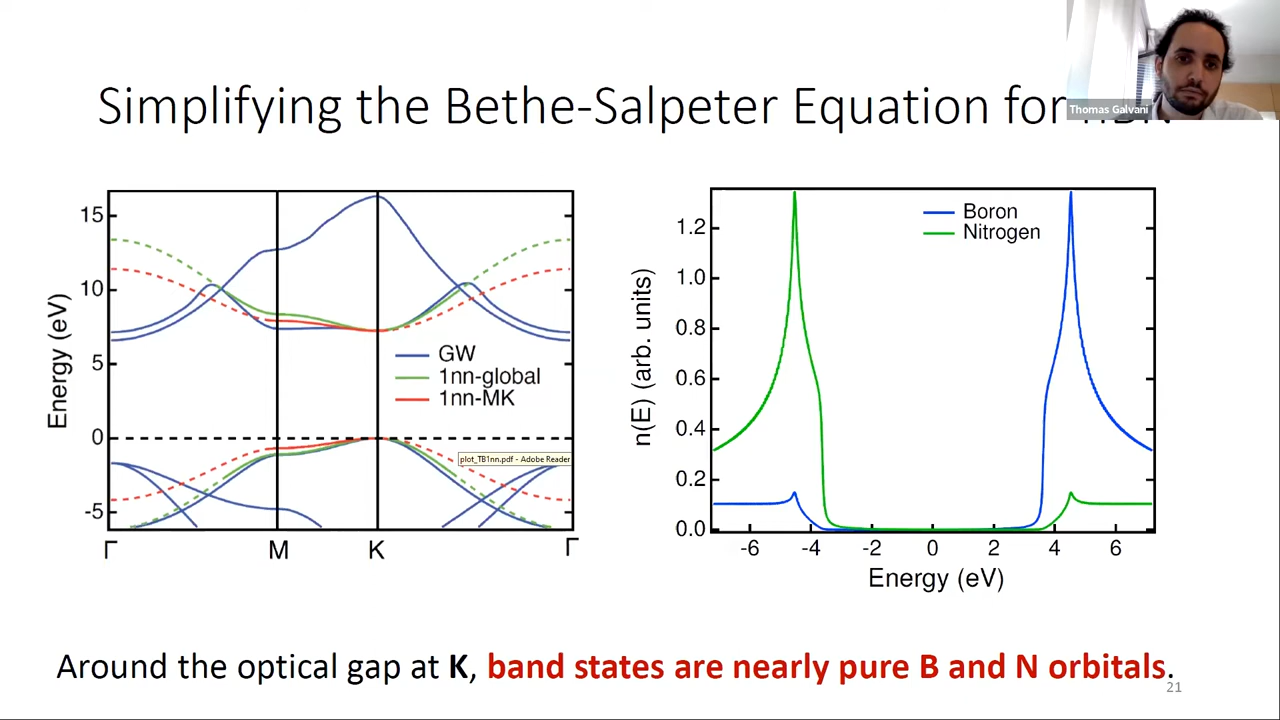 Simplifying the Bethe-Salpeter Equation for
Thomas Galvani
15
10
5
0
-5
Energy (eV)
GW
1nn-global
1nn-MK
plot_TB1nn.pdf - Adobe Reader
Γ M K Γ
1.2
1.0
0.8
0.6
0.4
0.2
0.0
n(E) (arb. units)
Boron
Nitrogen
-6 -4 -2 0 2 4 6
Energy (eV)
Around the optical gap at K, band states are nearly pure B and N orbitals.
21